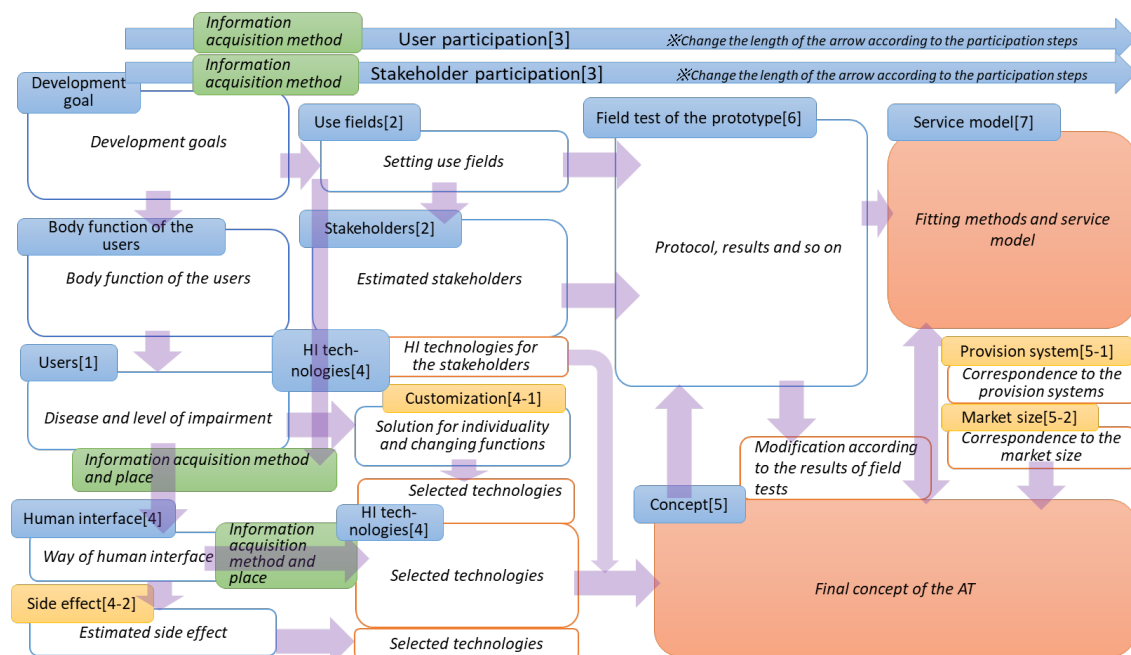 Information
acquisition method
User participation[3]
※Change the length of the arrow according to the participation steps
Information
acquisition method
Stakeholder participation[3]
※Change the length of the arrow according to the participation steps
Development
goal
Development goals
Use fields[2]
Setting use fields
Field test of the prototype[6]
Protocol, results and so on
Service model[7]
Fitting methods and service
model
Body function of the
users
Body function of the users
Stakeholders[2]
Estimated stakeholders
Users[1]
Disease and level of impairment
HI tech-
nologies[4]
HI technologies for
the stakeholders
Customization[4-1]
Solution for individuality
and changing functions
Provision system[5-1]
Correspondence to the
provision systems
Market size[5-2]
Correspondence to the
market size
Information acquisition method
and place
Selected technologies
Modification according
to the results of field
tests
Human interface[4]
Way of human interface
Information
acquisition
method and
place
HI tech-
nologies[4]
Selected technologies
Concept[5]
Final concept of the AT
Side effect[4-2]
Estimated side effect
Selected technologies